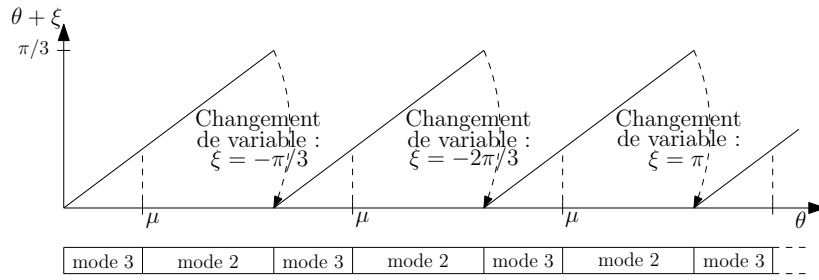 θ + ξ
π/3
Changement
de variable :
ξ = −π/3
Changement
de variable :
ξ = −2π/3
Changement
de variable :
ξ = π
μ
μ
μ
θ
mode 3
mode 2
mode 3
mode 2
mode 3
mode 2
mode 3